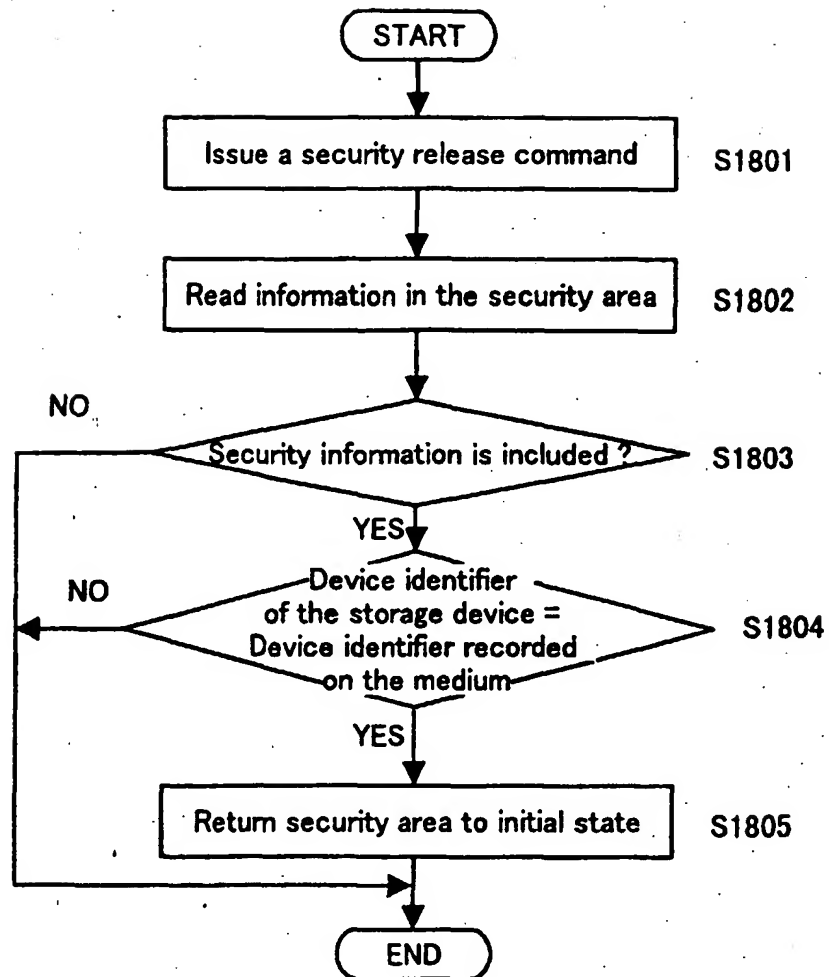 START
Issue a security release command
S1801
Read information in the security area
S1802
NO
Security information is included ?
S1803
YES
NO
Device identifier
of the storage device =
Device identifier recorded
on the medium
S1804
YES
Return security area to initial state
S1805
END